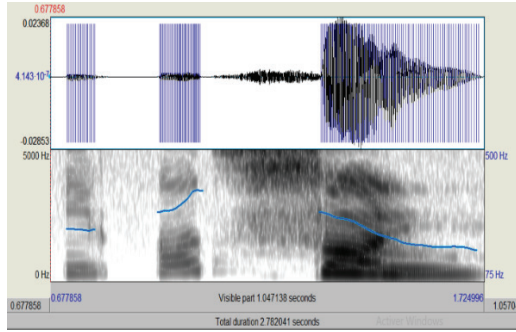 0.677858
0.02368
4.143·10⁻⁷
-0.02853
5000 Hz
500 Hz
0 Hz
75 Hz
0.677858
Visible part 1.047138 seconds
1.724996
0.677858
1.0570
Total duration 2.782041 seconds